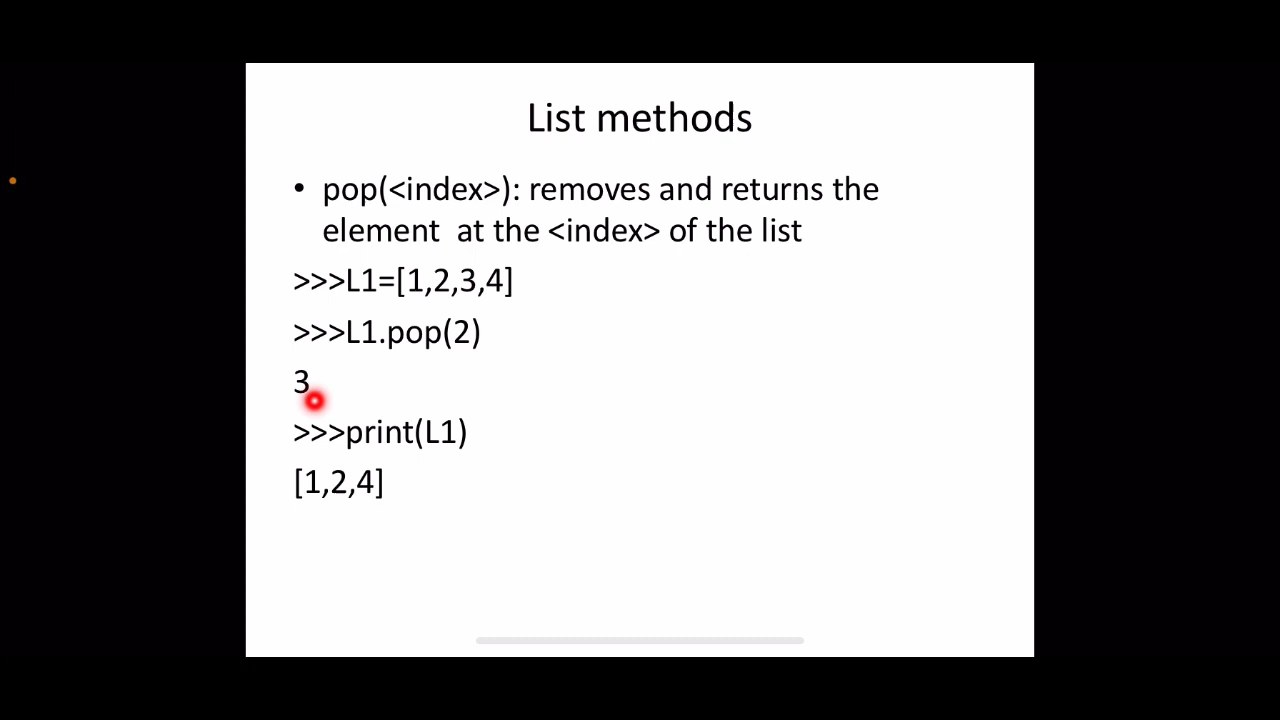 List methods
• pop(<index>): removes and returns the
element  at the <index> of the list
>>>L1=[1,2,3,4]
>>>L1.pop(2)
3
>>>print(L1)
[1,2,4]